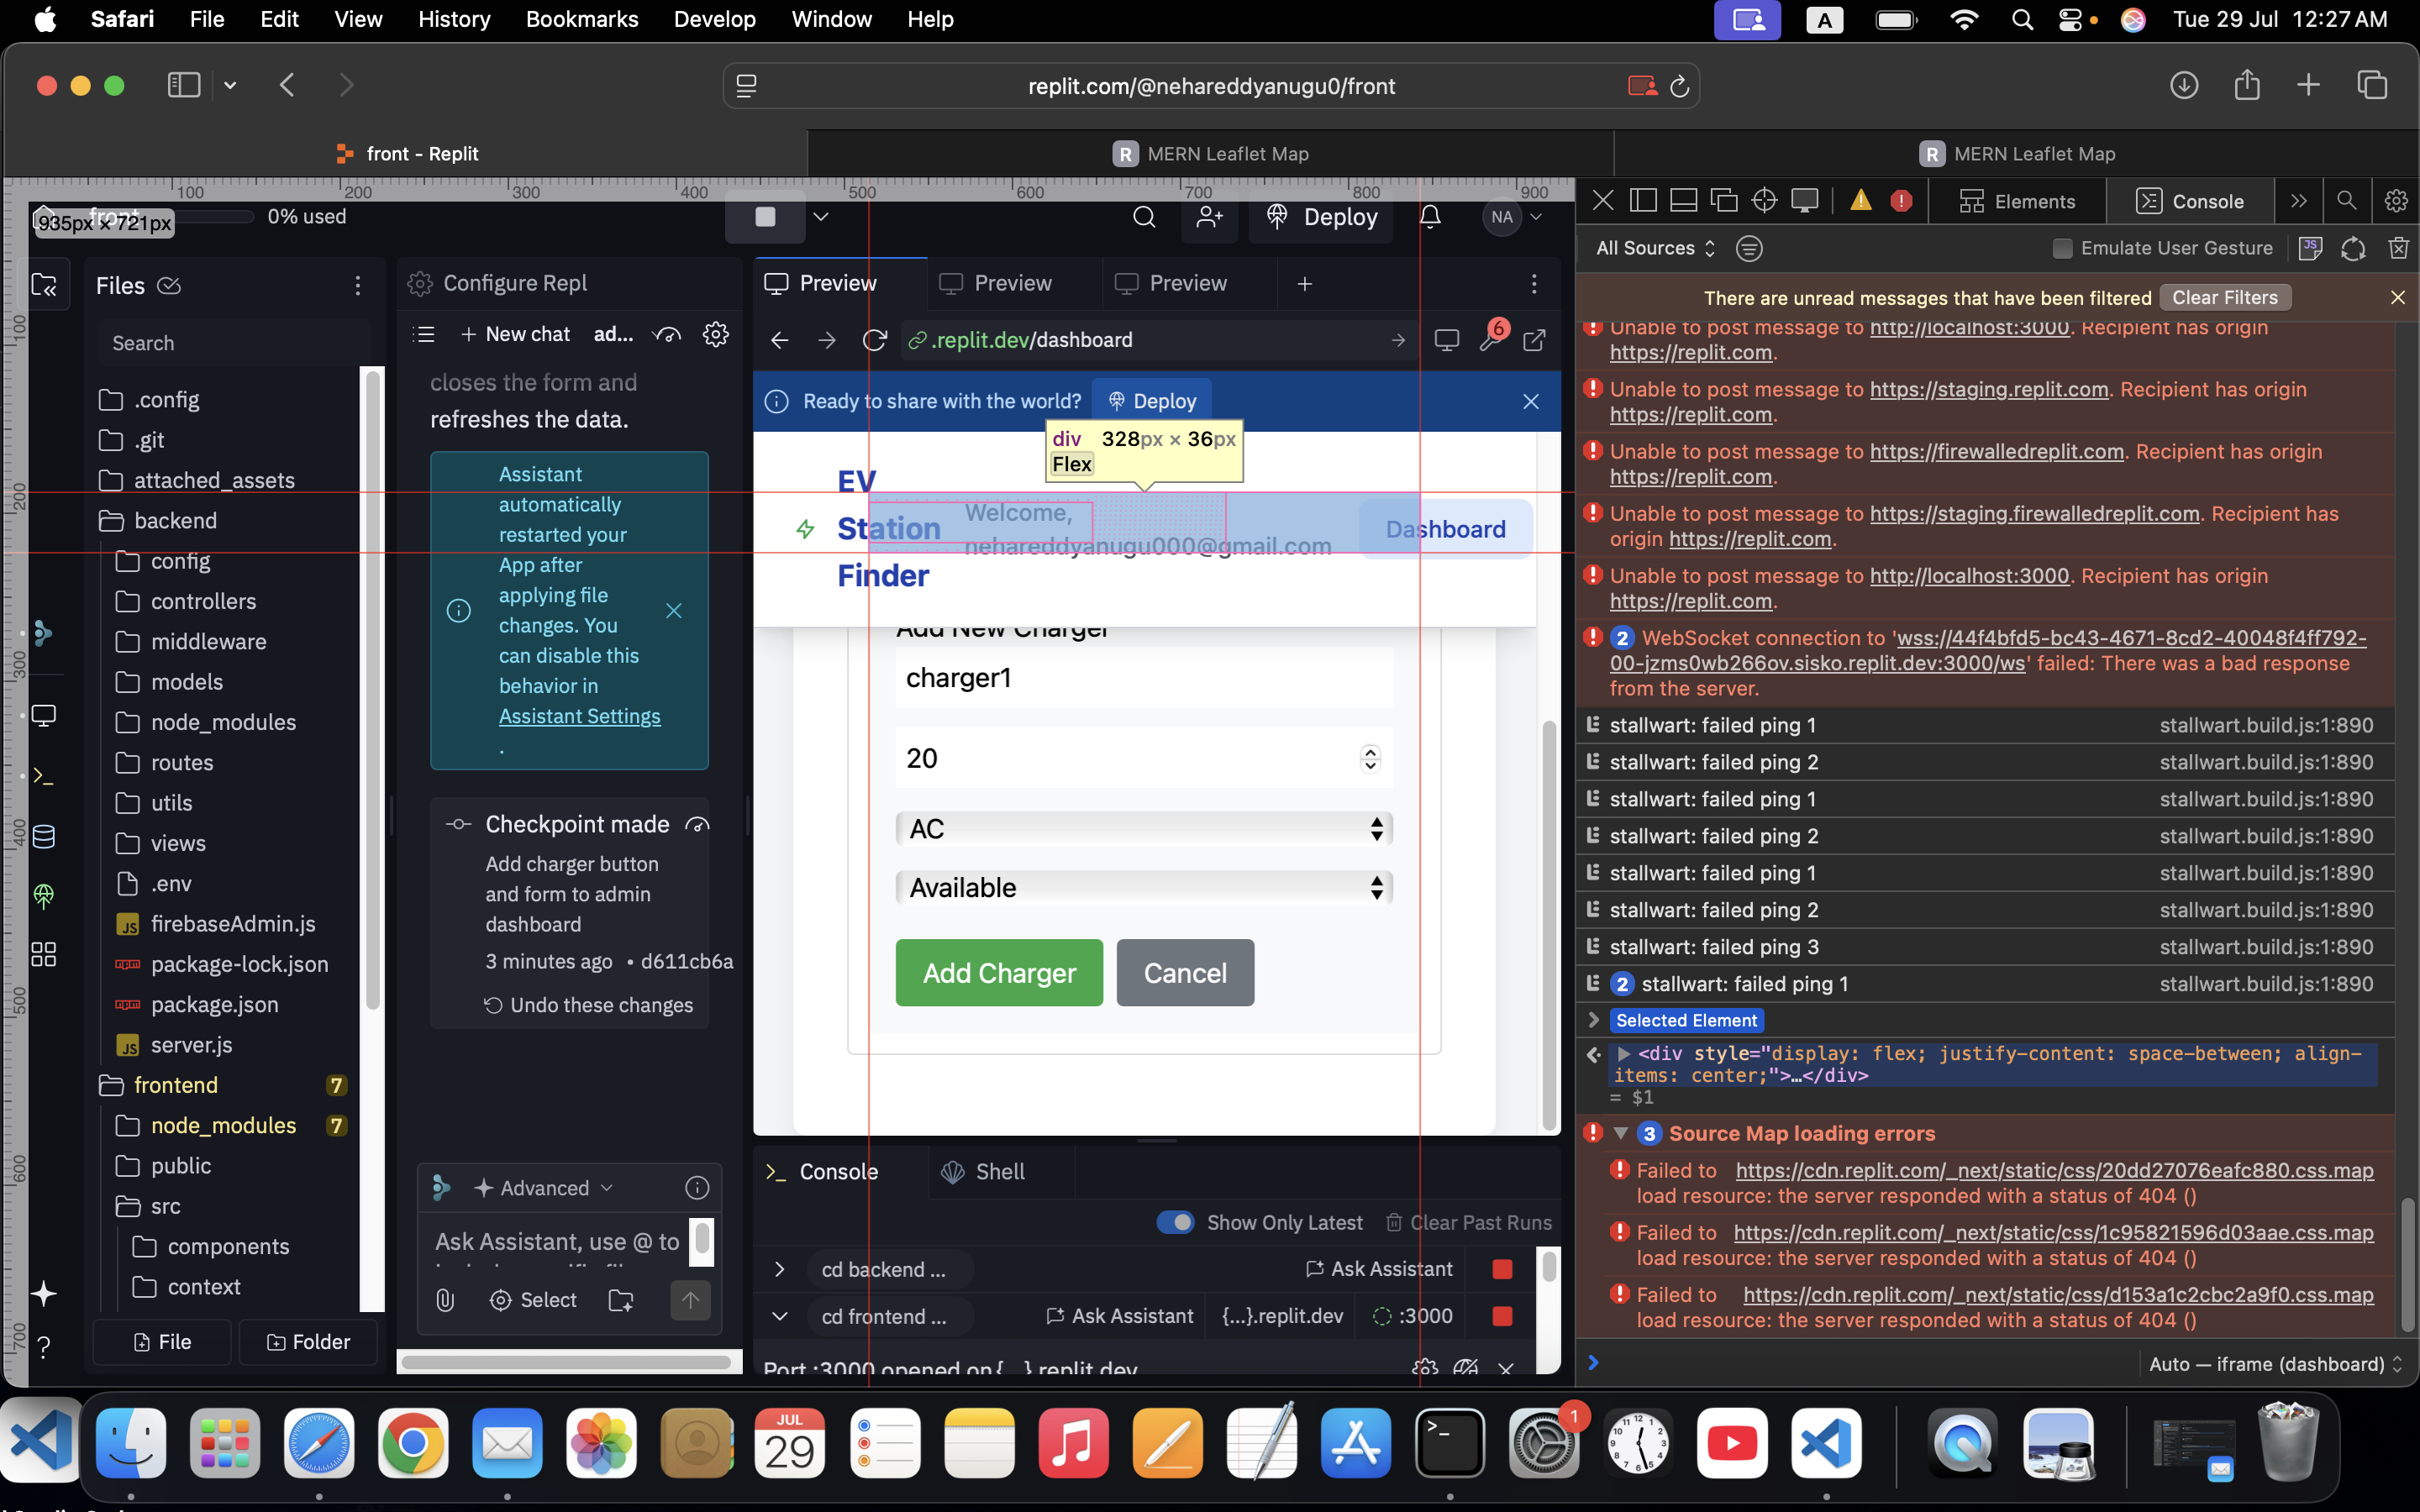 Safari File Edit View History Bookmarks Develop Window Help
A
Tue 29 Jul 12:27 AM
replit.com/@nehareddyanugu0/front
front - Replit
R MERN Leaflet Map
R MERN Leaflet Map
100 200 300 400 500 600 700 800 900
front
935px × 721px
0% used
Deploy
NA
Files
Search
.config
.git
attached_assets
backend
config
controllers
middleware
models
node_modules
routes
utils
views
.env
JS firebaseAdmin.js
package-lock.json
package.json
JS server.js
frontend 7
node_modules 7
public
src
components
context
File
Folder
100
200
300
400
500
600
700
Configure Repl
New chat
ad...
closes the form and
refreshes the data.
Assistant
automatically
restarted your
App after
applying file
changes. You
can disable this
behavior in
Assistant Settings
.
Checkpoint made
Add charger button
and form to admin
dashboard
3 minutes ago • d611cb6a
Undo these changes
Advanced
Ask Assistant, use @ to
Select
Preview
Preview
Preview
.replit.dev/dashboard
6
Ready to share with the world?
Deploy
div 328px × 36px
Flex
EV
Station
Finder
Welcome,
nehareddyanugu000@gmail.com
Dashboard
Add New Charger
charger1
20
AC
Available
Add Charger
Cancel
Console
Shell
Show Only Latest
Clear Past Runs
cd backend ...
Ask Assistant
cd frontend ...
Ask Assistant
{...}.replit.dev
:3000
Port :3000 opened on {...}.replit.dev
Elements
Console
All Sources
Emulate User Gesture
JS
There are unread messages that have been filtered
Clear Filters
Unable to post message to http://localhost:3000. Recipient has origin
https://replit.com.
Unable to post message to https://staging.replit.com. Recipient has origin
https://replit.com.
Unable to post message to https://firewalledreplit.com. Recipient has origin
https://replit.com.
Unable to post message to https://staging.firewalledreplit.com. Recipient has
origin https://replit.com.
Unable to post message to http://localhost:3000. Recipient has origin
https://replit.com.
2 WebSocket connection to 'wss://44f4bfd5-bc43-4671-8cd2-40048f4ff792-
00-jzms0wb266ov.sisko.replit.dev:3000/ws' failed: There was a bad response
from the server.
stallwart: failed ping 1 stallwart.build.js:1:890
stallwart: failed ping 2 stallwart.build.js:1:890
stallwart: failed ping 1 stallwart.build.js:1:890
stallwart: failed ping 2 stallwart.build.js:1:890
stallwart: failed ping 1 stallwart.build.js:1:890
stallwart: failed ping 2 stallwart.build.js:1:890
stallwart: failed ping 3 stallwart.build.js:1:890
2 stallwart: failed ping 1 stallwart.build.js:1:890
Selected Element
<div style="display: flex; justify-content: space-between; align-
items: center;">…</div>
= $1
3 Source Map loading errors
Failed to https://cdn.replit.com/_next/static/css/20dd27076eafc880.css.map
load resource: the server responded with a status of 404 ()
Failed to https://cdn.replit.com/_next/static/css/1c95821596d03aae.css.map
load resource: the server responded with a status of 404 ()
Failed to https://cdn.replit.com/_next/static/css/d153a1c2cbc2a9f0.css.map
load resource: the server responded with a status of 404 ()
Auto — iframe (dashboard)
JUL
29
1